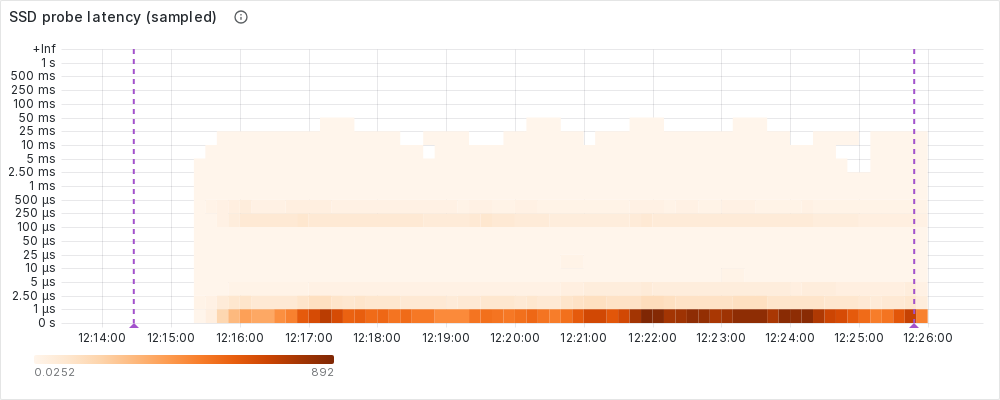 SSD probe latency (sampled)
+Inf
1 s
500 ms
250 ms
100 ms
50 ms
25 ms
10 ms
5 ms
2.50 ms
1 ms
500 µs
250 µs
100 µs
50 µs
25 µs
10 µs
5 µs
2.50 µs
1 µs
0 s
12:14:00 12:15:00 12:16:00 12:17:00 12:18:00 12:19:00 12:20:00 12:21:00 12:22:00 12:23:00 12:24:00 12:25:00 12:26:00
0.0252 892